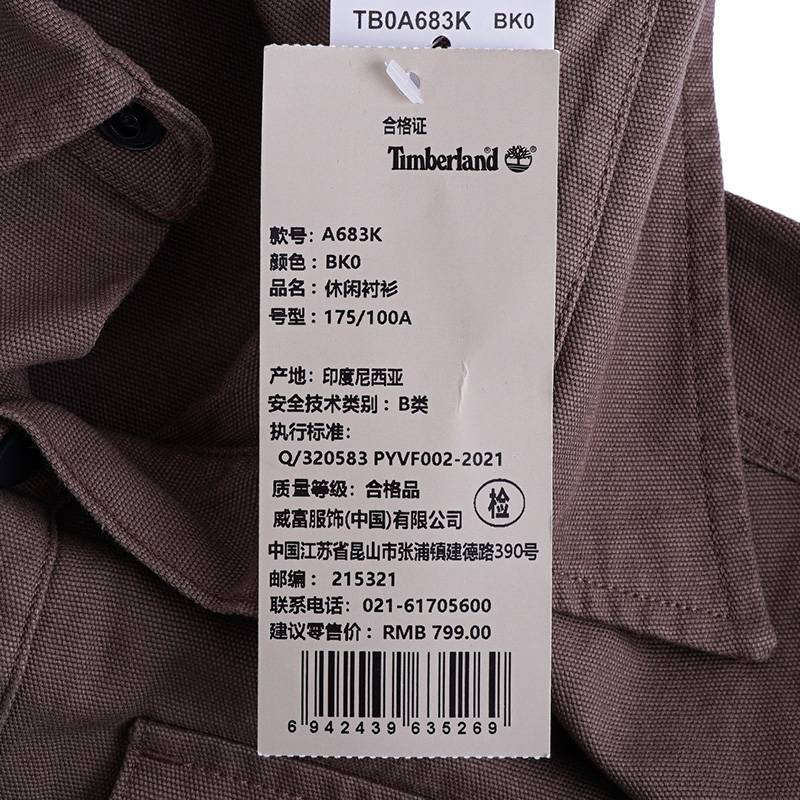 TB0A683K BK0
合格证
Timberland®
款号: A683K
颜色: BK0
品名: 休闲衬衫
号型: 175/100A
产地: 印度尼西亚
安全技术类别: B类
执行标准:
Q/320583 PYVF002-2021
质量等级: 合格品
检
威富服饰(中国)有限公司
中国江苏省昆山市张浦镇建德路390号
邮编: 215321
联系电话: 021-61705600
建议零售价: RMB 799.00
6 942439 635269